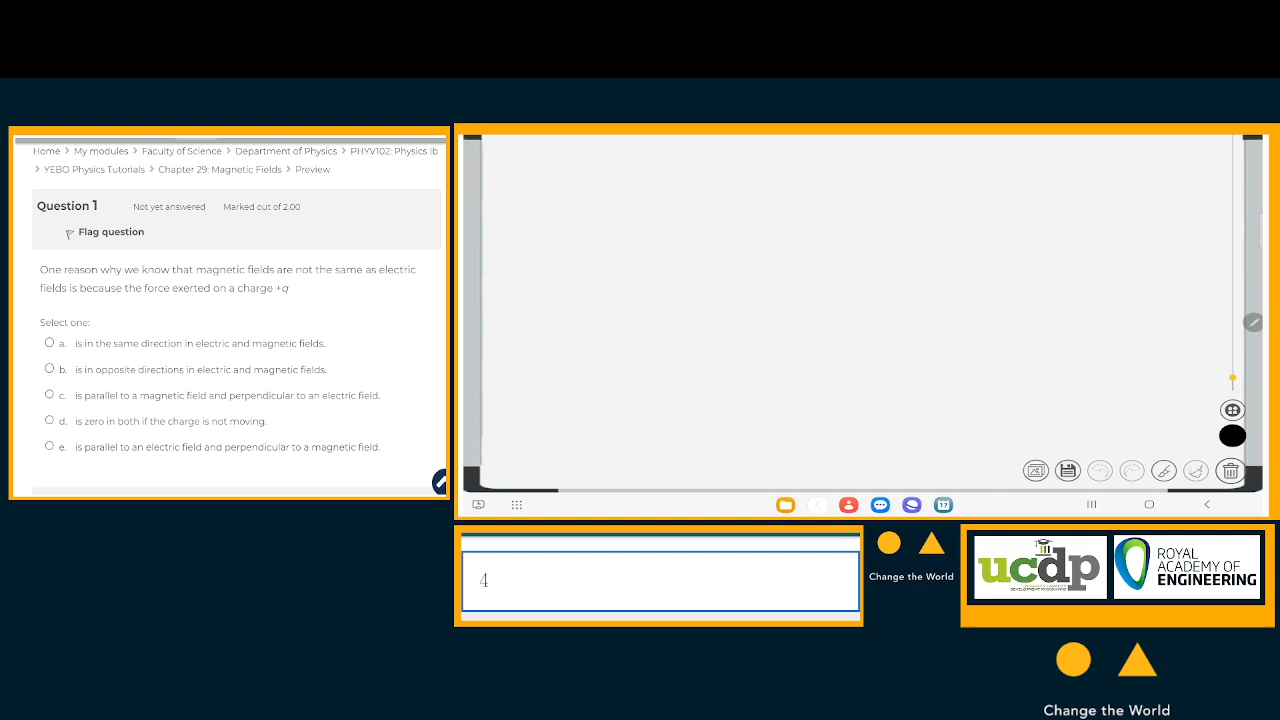 Home > My modules > Faculty of Science > Department of Physics > PHYV102: Physics Ib
> YEBO Physics Tutorials > Chapter 29: Magnetic Fields > Preview
Question 1 Not yet answered Marked out of 2.00
Flag question
One reason why we know that magnetic fields are not the same as electric
fields is because the force exerted on a charge +q
Select one:
a. is in the same direction in electric and magnetic fields.
b. is in opposite directions in electric and magnetic fields.
c. is parallel to a magnetic field and perpendicular to an electric field.
d. is zero in both if the charge is not moving.
e. is parallel to an electric field and perpendicular to a magnetic field.
17
4
Change the World
ucdp
ROYAL
ACADEMY OF
ENGINEERING
Change the World